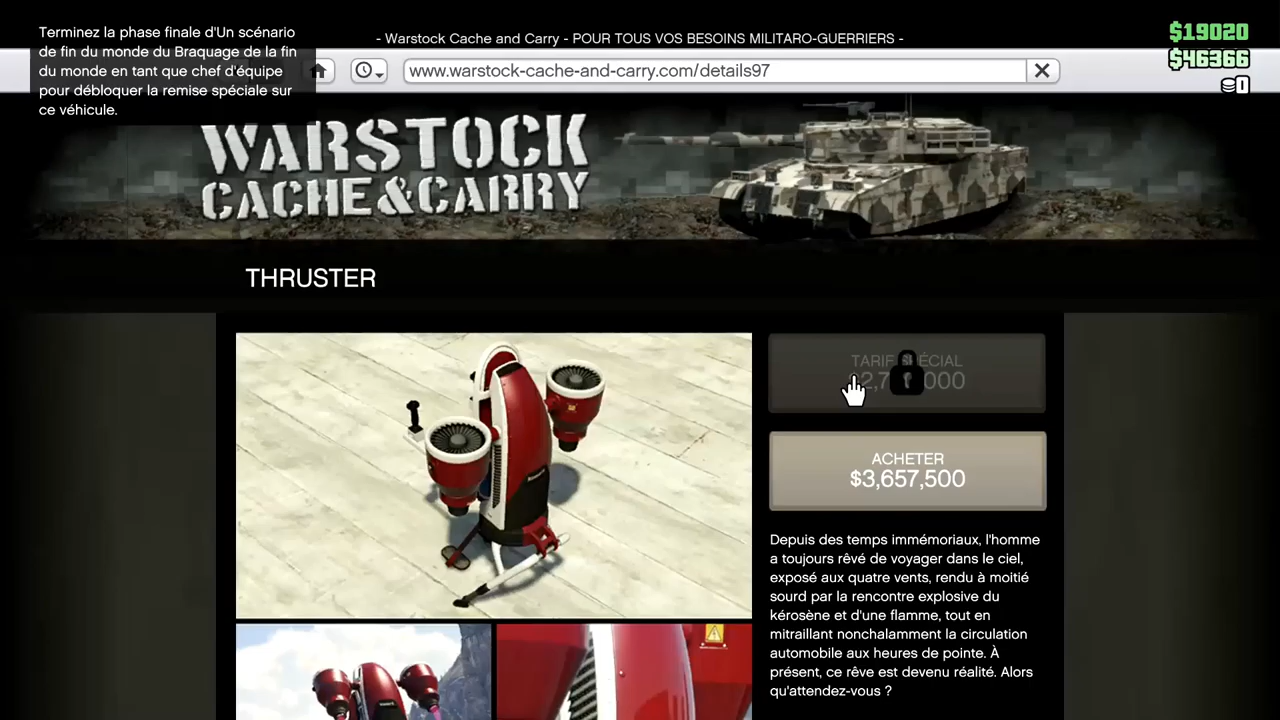 Terminez la phase finale d'Un scénario
de fin du monde du Braquage de la fin
du monde en tant que chef d'équipe
pour débloquer la remise spéciale sur
ce véhicule.
- Warstock Cache and Carry - POUR TOUS VOS BESOINS MILITARO-GUERRIERS -
$19020
$46366
0
www.warstock-cache-and-carry.com/details97
WARSTOCK
CACHE&CARRY
THRUSTER
TARIF SPÉCIAL
ACHETER
$3,657,500
Depuis des temps immémoriaux, l'homme
a toujours rêvé de voyager dans le ciel,
exposé aux quatre vents, rendu à moitié
sourd par la rencontre explosive du
kérosène et d'une flamme, tout en
mitraillant nonchalamment la circulation
automobile aux heures de pointe. À
présent, ce rêve est devenu réalité. Alors
qu'attendez-vous ?